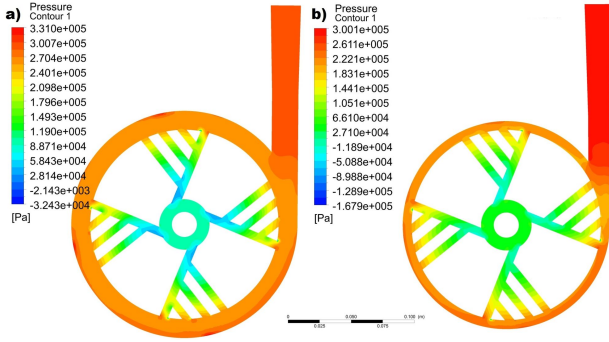 a)
Pressure
Contour 1
3.310e+005
3.007e+005
2.704e+005
2.401e+005
2.098e+005
1.796e+005
1.493e+005
1.190e+005
8.871e+004
5.843e+004
2.814e+004
-2.143e+003
-3.243e+004
[Pa]
b)
Pressure
Contour 1
3.001e+005
2.611e+005
2.221e+005
1.831e+005
1.441e+005
1.051e+005
6.610e+004
2.710e+004
-1.189e+004
-5.088e+004
-8.988e+004
-1.289e+005
-1.679e+005
[Pa]
0 0.050 0.100 (m)
0.025 0.075